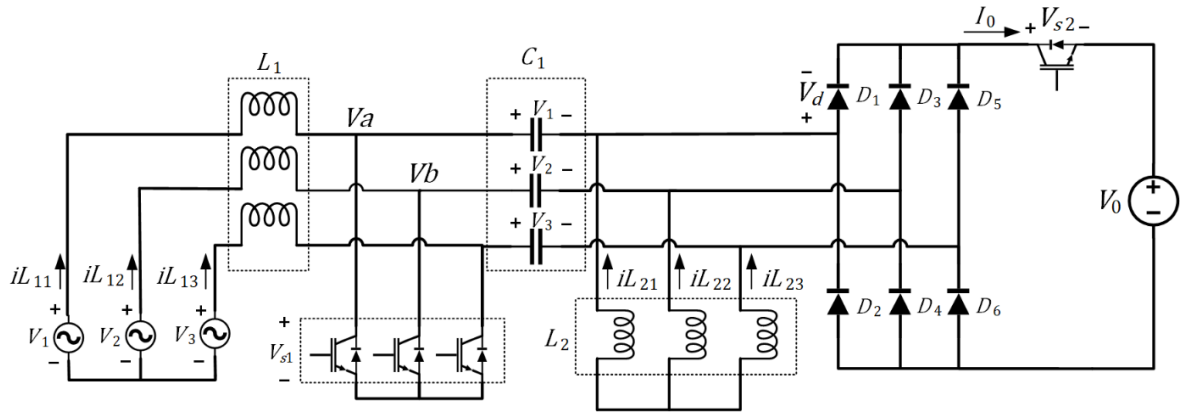 I0
+ Vs2 −
L1
C1
Va
+ V1 −
− Vd +
D1
D3
D5
Vb
+ V2 −
+ V3 −
V0
+
−
iL11
iL12
iL13
iL21
iL22
iL23
D2
D4
D6
+
V1
−
+
V2
−
+
V3
−
+
Vs1
−
L2